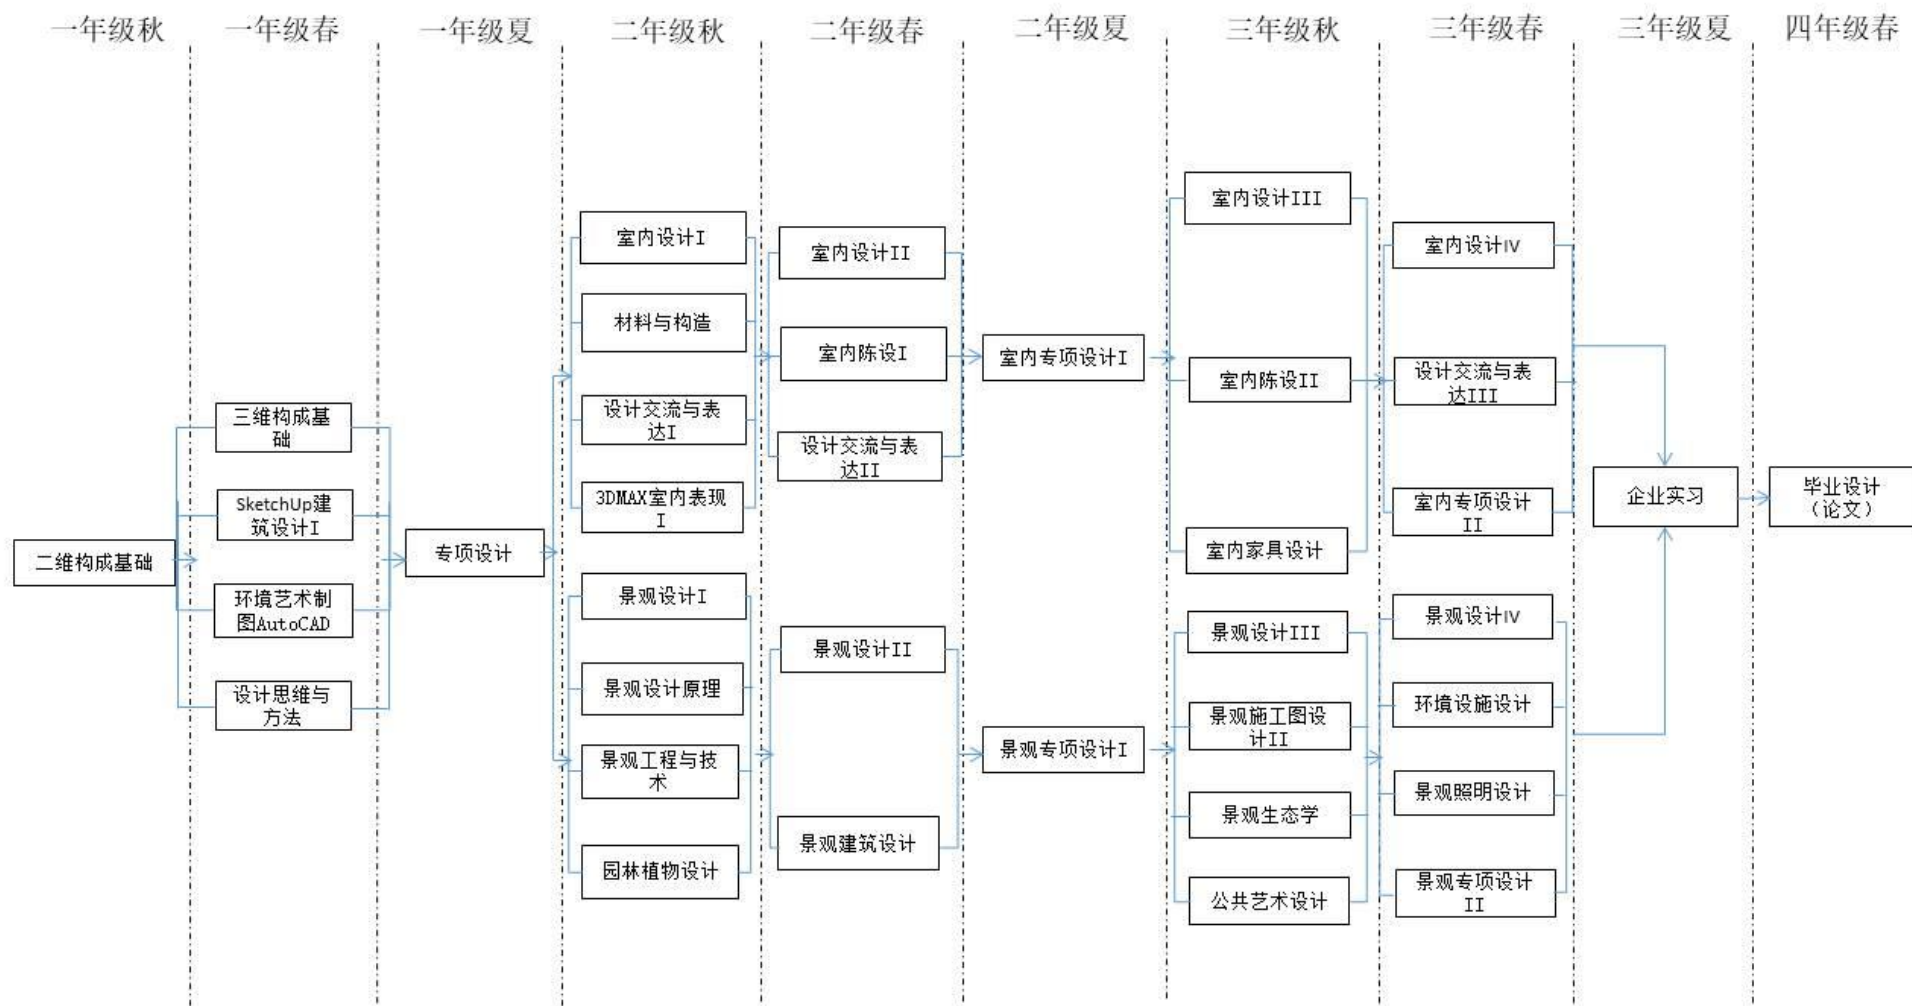 一年级秋
一年级春
一年级夏
二年级秋
二年级春
二年级夏
三年级秋
三年级春
三年级夏
四年级春
二维构成基础
三维构成基
础
SketchUp建
筑设计I
环境艺术制
图AutoCAD
设计思维与
方法
专项设计
室内设计I
材料与构造
设计交流与表
达I
3DMAX室内表现
I
景观设计I
景观设计原理
景观工程与技
术
园林植物设计
室内设计II
室内陈设I
设计交流与表
达II
景观设计II
景观建筑设计
室内专项设计I
景观专项设计I
室内设计III
室内陈设II
室内家具设计
景观设计III
景观施工图设
计II
景观生态学
公共艺术设计
室内设计IV
设计交流与表
达III
室内专项设计
II
景观设计IV
环境设施设计
景观照明设计
景观专项设计
II
企业实习
毕业设计
（论文）